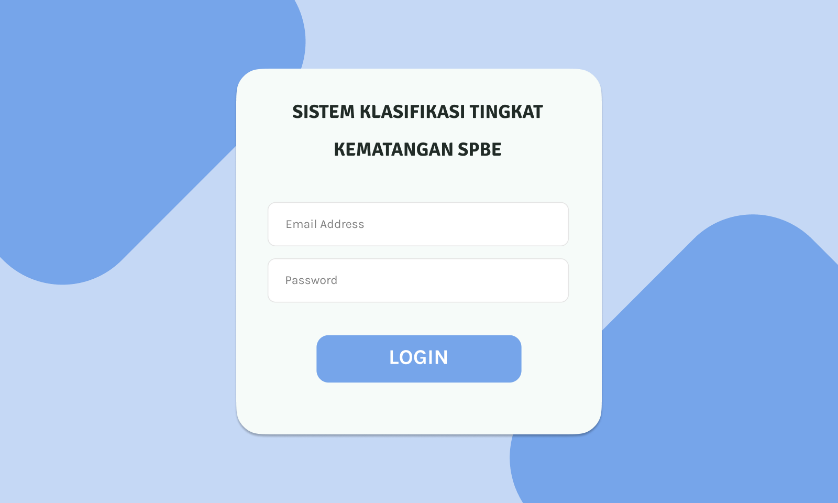 SISTEM KLASIFIKASI TINGKAT
KEMATANGAN SPBE
Email Address
Password
LOGIN